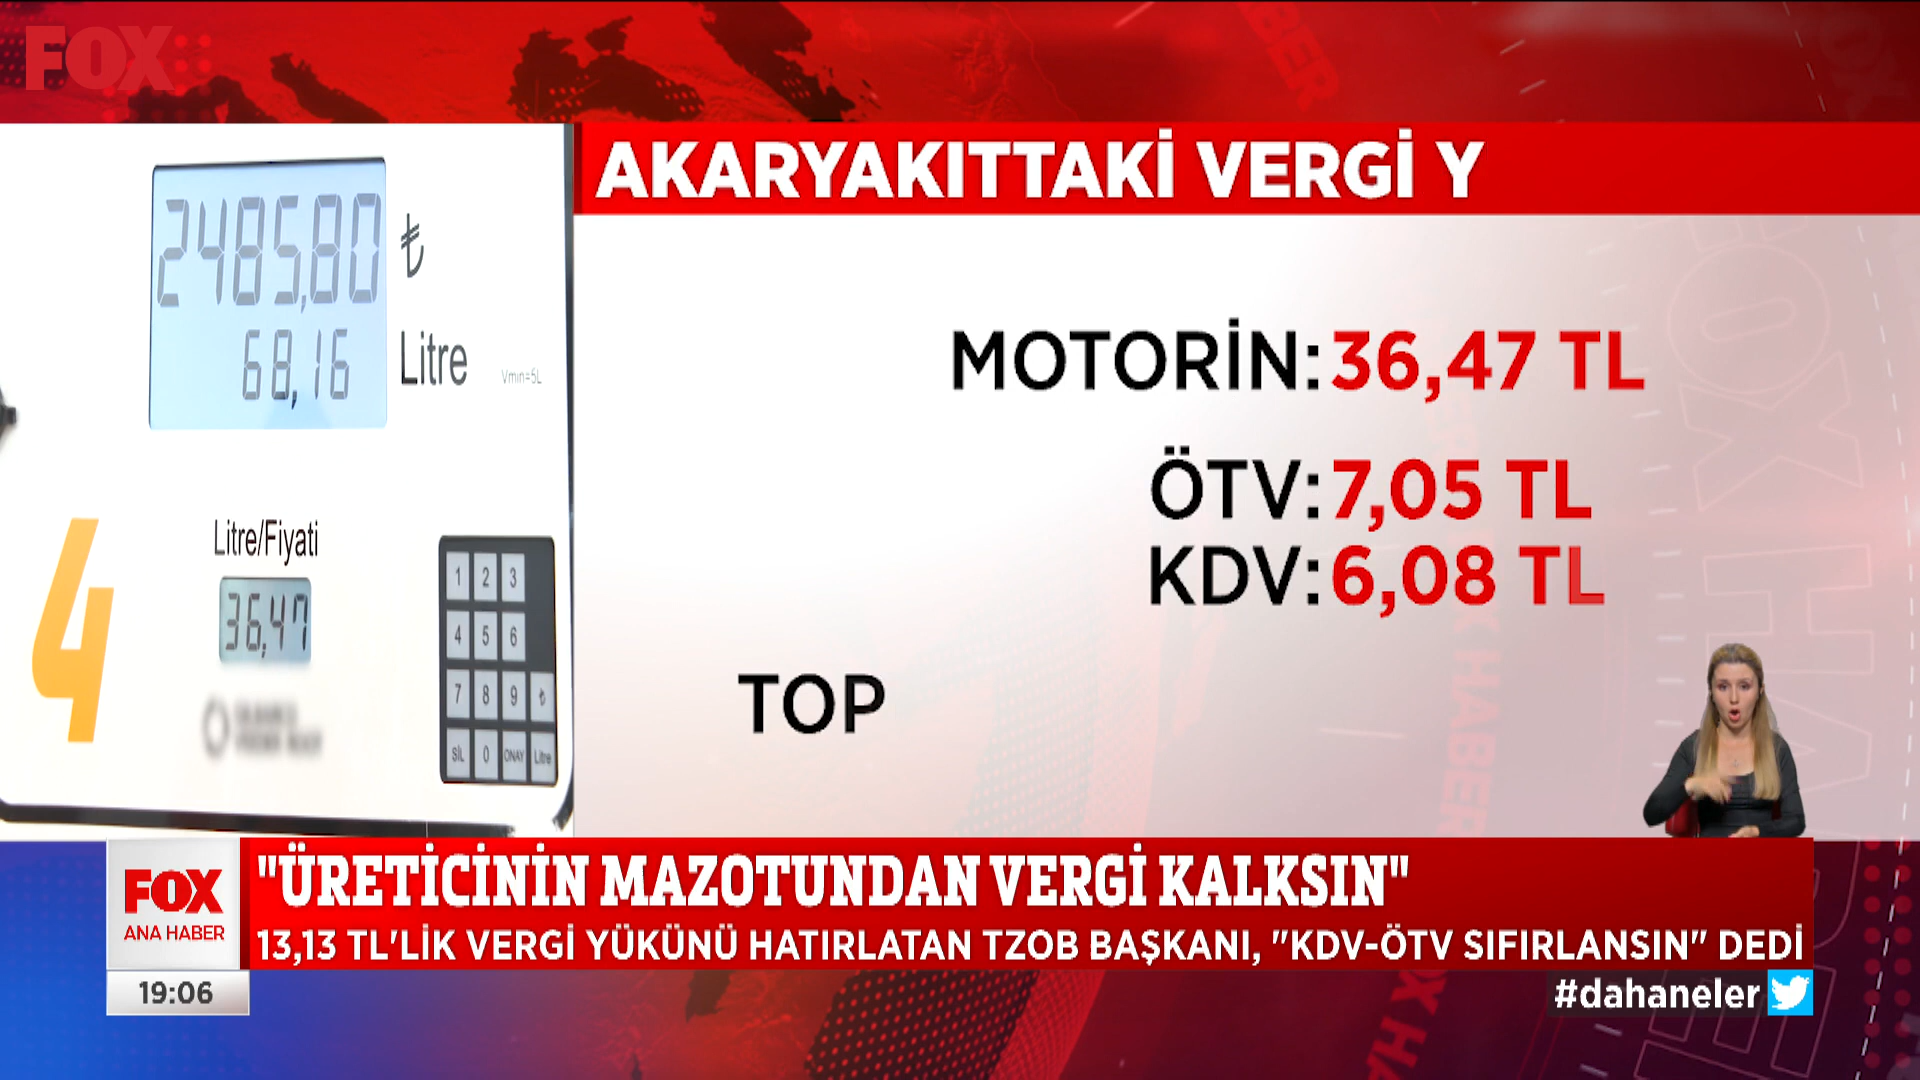 FOX
AKARYAKITTAKİ VERGİ Y
2485,80 ₺
68,16 Litre
Vmin=5L
MOTORİN: 36,47 TL
ÖTV: 7,05 TL
KDV: 6,08 TL
TOP
4
Litre/Fiyati
36,47
1 2 3
4 5 6
7 8 9 ₺
SİL 0 ONAY Litre
FOX
ANA HABER
19:06
"ÜRETİCİNİN MAZOTUNDAN VERGİ KALKSIN"
13,13 TL'LİK VERGİ YÜKÜNÜ HATIRLATAN TZOB BAŞKANI, "KDV-ÖTV SIFIRLANSIN" DEDİ
#dahaneler